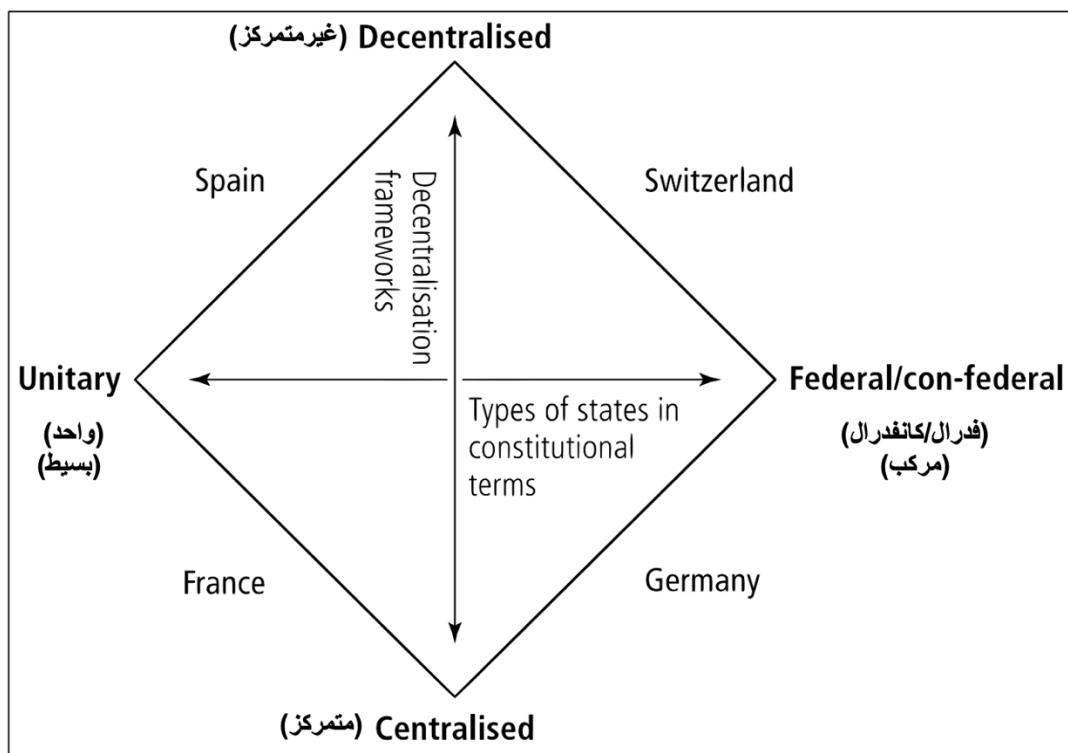 (غیرمتمرکز) Decentralised
Spain
Decentralisation
frameworks
Switzerland
Unitary
(واحد)
(بسیط)
Types of states in
constitutional
terms
Federal/con-federal
(فدرال/کانفدرال)
(مرکب)
France
Germany
(متمرکز) Centralised